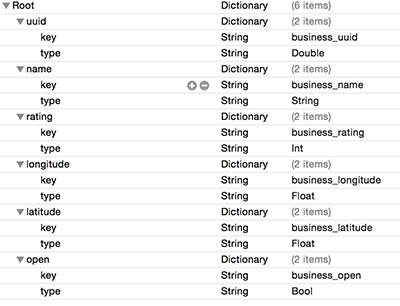 Root Dictionary (6 items)
uuid Dictionary (2 items)
key String business_uuid
type String Double
name Dictionary (2 items)
key String business_name
type String String
rating Dictionary (2 items)
key String business_rating
type String Int
longitude Dictionary (2 items)
key String business_longitude
type String Float
latitude Dictionary (2 items)
key String business_latitude
type String Float
open Dictionary (2 items)
key String business_open
type String Bool